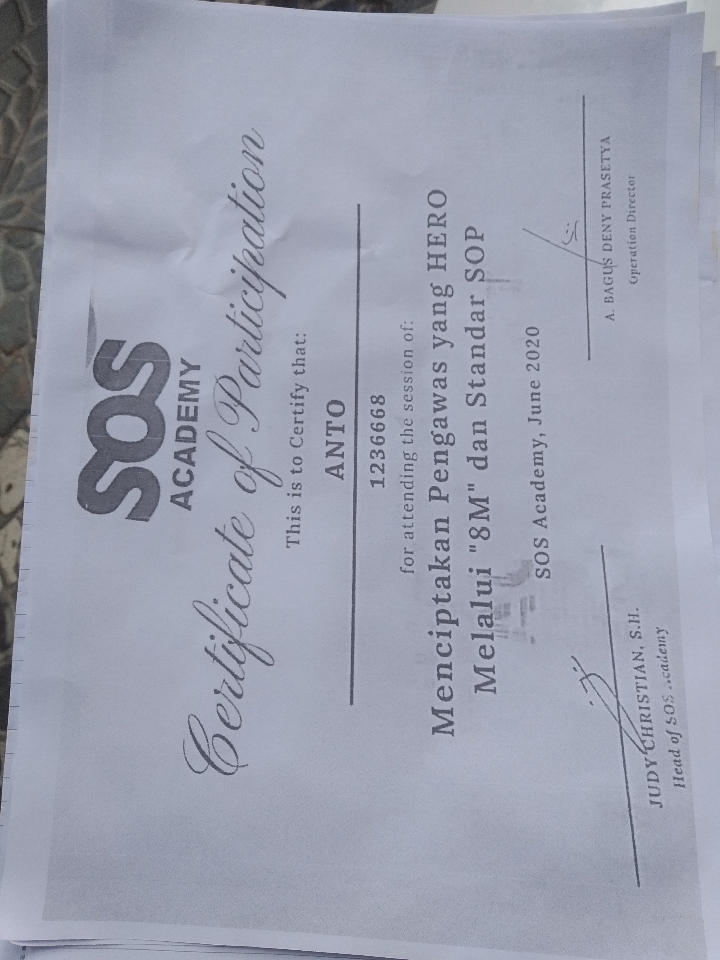 SOS
ACADEMY
Certificate of Participation
This is to Certify that:
ANTO
1236668
for attending the session of:
Menciptakan Pengawas yang HERO
Melalui "8M" dan Standar SOP
SOS Academy, June 2020
JUDY CHRISTIAN, S.H.
Head of SOS Academy
A. BAGUS DENY PRASETYA
Operation Director